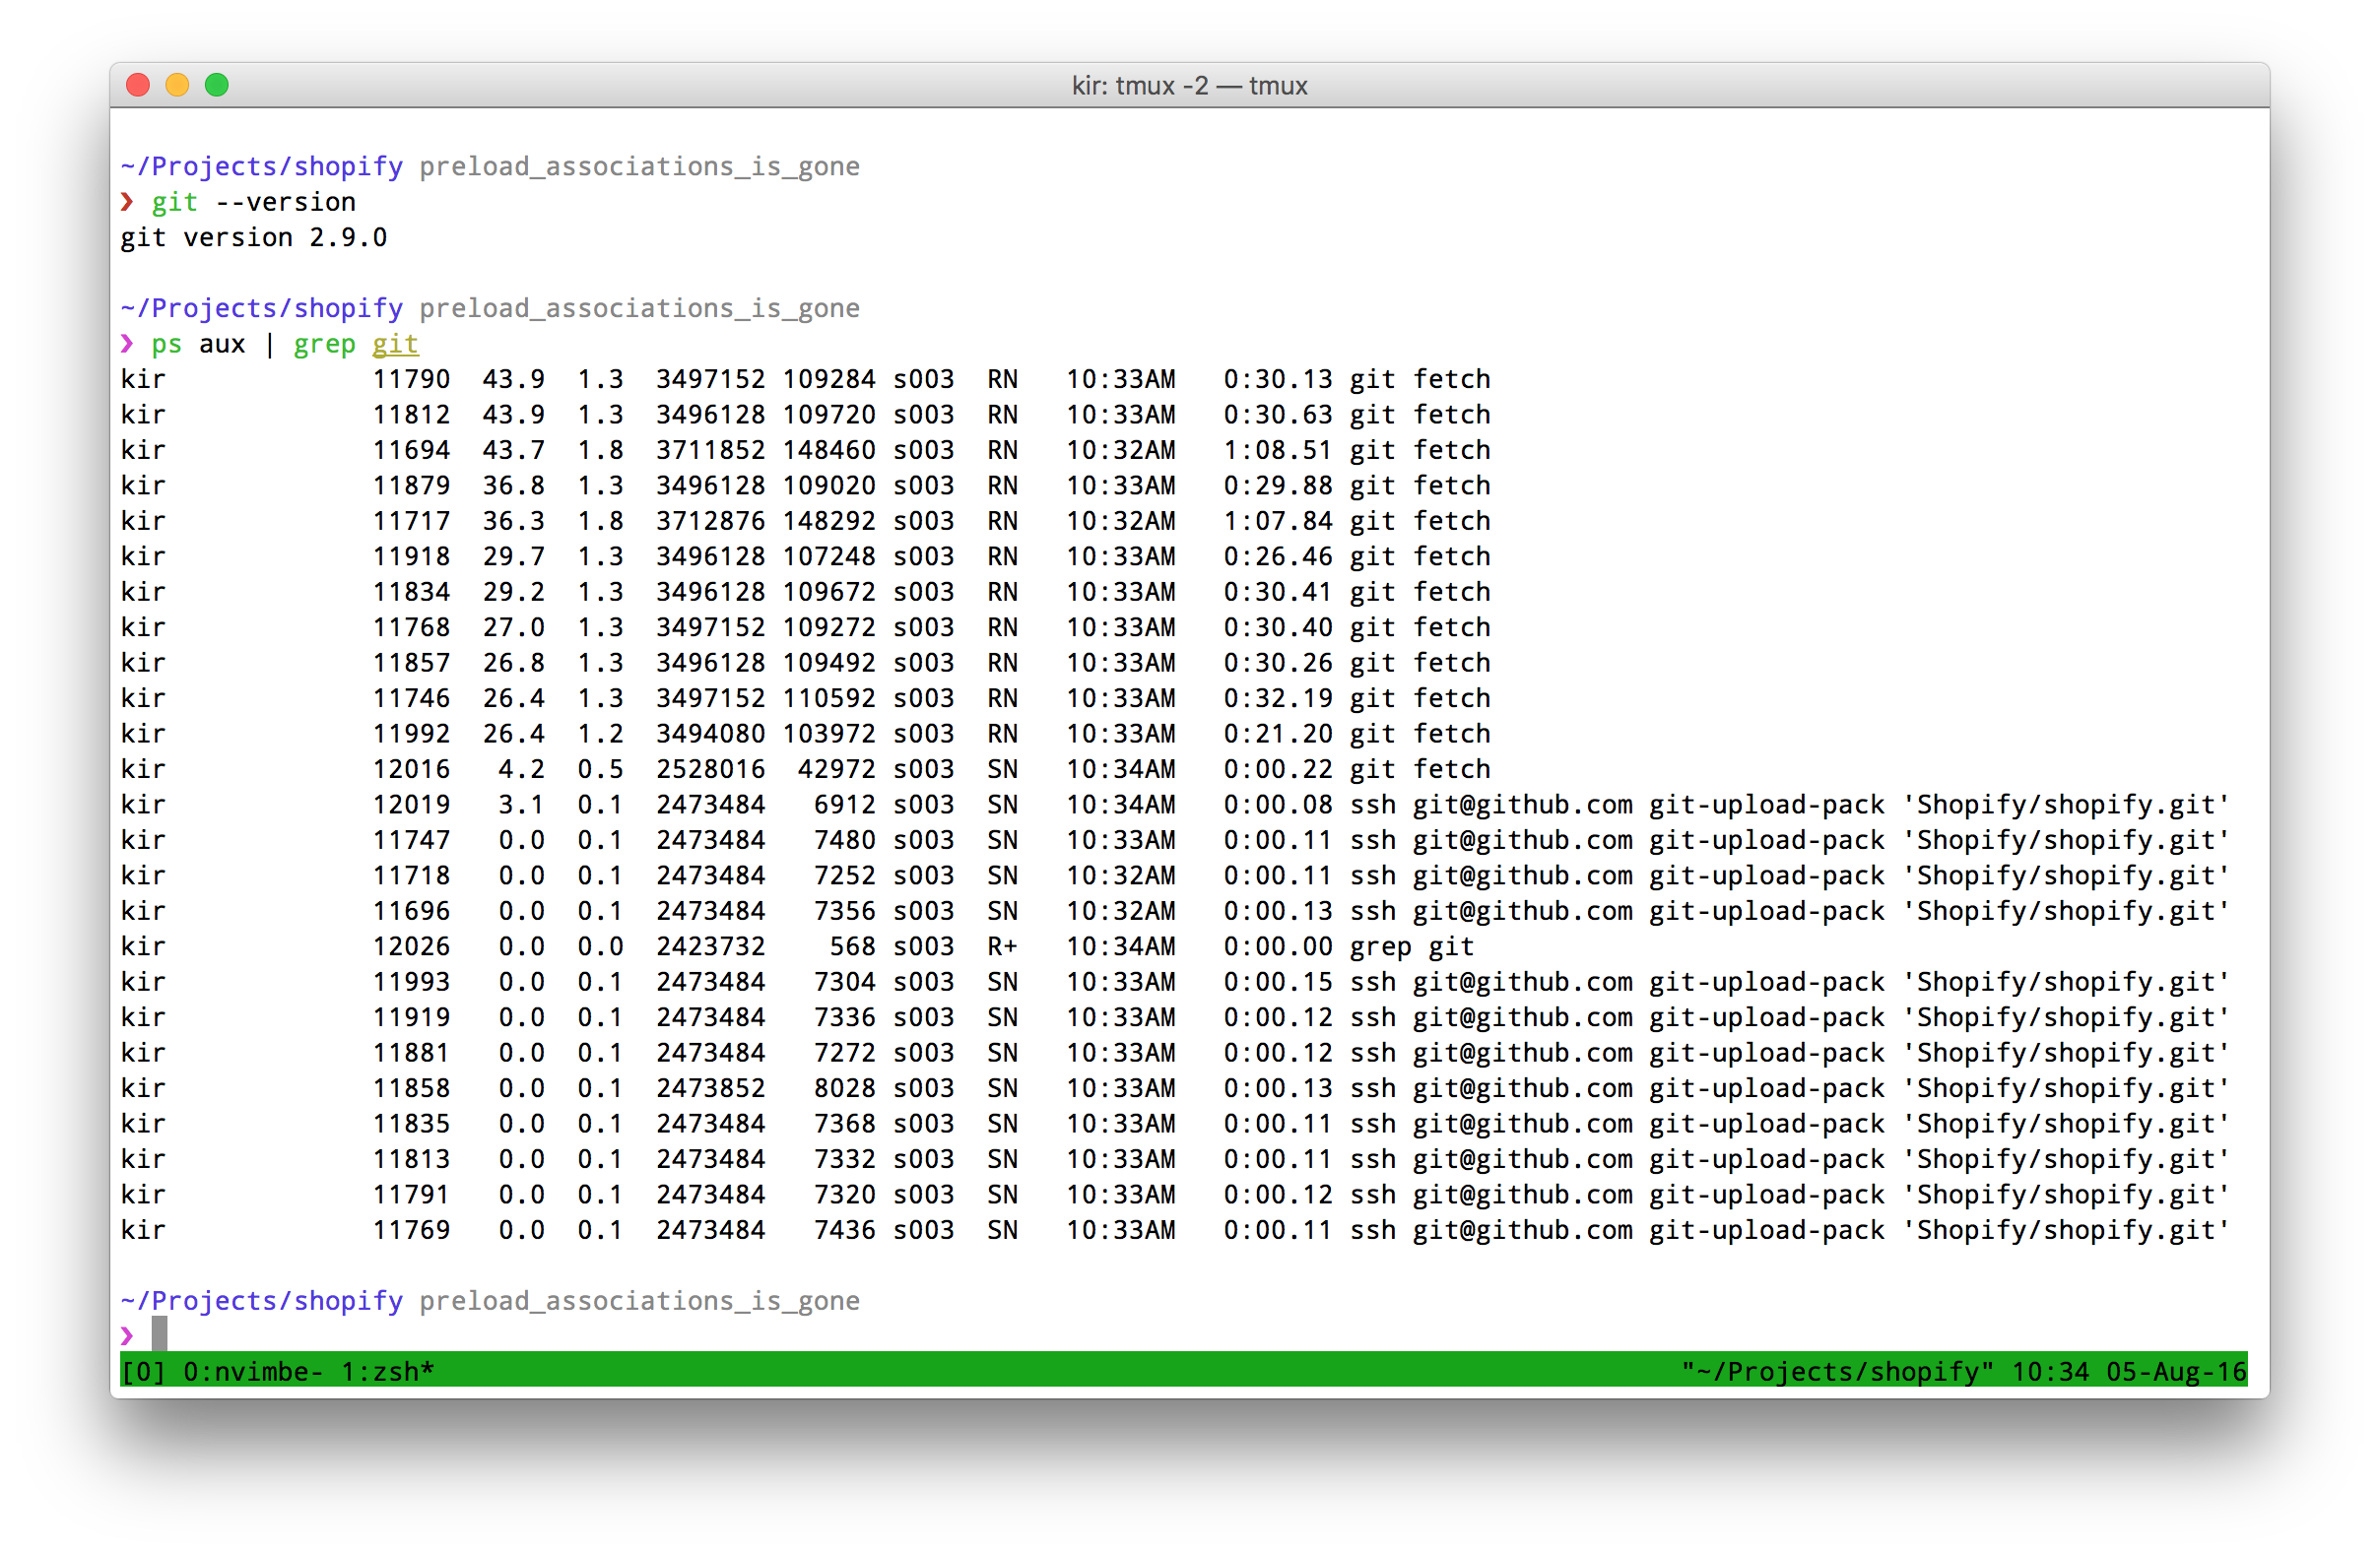 kir: tmux -2 — tmux
~/Projects/shopify preload_associations_is_gone
❯ git --version
git version 2.9.0
~/Projects/shopify preload_associations_is_gone
❯ ps aux | grep git
kir 11790 43.9 1.3 3497152 109284 s003 RN 10:33AM 0:30.13 git fetch
kir 11812 43.9 1.3 3496128 109720 s003 RN 10:33AM 0:30.63 git fetch
kir 11694 43.7 1.8 3711852 148460 s003 RN 10:32AM 1:08.51 git fetch
kir 11879 36.8 1.3 3496128 109020 s003 RN 10:33AM 0:29.88 git fetch
kir 11717 36.3 1.8 3712876 148292 s003 RN 10:32AM 1:07.84 git fetch
kir 11918 29.7 1.3 3496128 107248 s003 RN 10:33AM 0:26.46 git fetch
kir 11834 29.2 1.3 3496128 109672 s003 RN 10:33AM 0:30.41 git fetch
kir 11768 27.0 1.3 3497152 109272 s003 RN 10:33AM 0:30.40 git fetch
kir 11857 26.8 1.3 3496128 109492 s003 RN 10:33AM 0:30.26 git fetch
kir 11746 26.4 1.3 3497152 110592 s003 RN 10:33AM 0:32.19 git fetch
kir 11992 26.4 1.2 3494080 103972 s003 RN 10:33AM 0:21.20 git fetch
kir 12016 4.2 0.5 2528016 42972 s003 SN 10:34AM 0:00.22 git fetch
kir 12019 3.1 0.1 2473484 6912 s003 SN 10:34AM 0:00.08 ssh git@github.com git-upload-pack 'Shopify/shopify.git'
kir 11747 0.0 0.1 2473484 7480 s003 SN 10:33AM 0:00.11 ssh git@github.com git-upload-pack 'Shopify/shopify.git'
kir 11718 0.0 0.1 2473484 7252 s003 SN 10:32AM 0:00.11 ssh git@github.com git-upload-pack 'Shopify/shopify.git'
kir 11696 0.0 0.1 2473484 7356 s003 SN 10:32AM 0:00.13 ssh git@github.com git-upload-pack 'Shopify/shopify.git'
kir 12026 0.0 0.0 2423732 568 s003 R+ 10:34AM 0:00.00 grep git
kir 11993 0.0 0.1 2473484 7304 s003 SN 10:33AM 0:00.15 ssh git@github.com git-upload-pack 'Shopify/shopify.git'
kir 11919 0.0 0.1 2473484 7336 s003 SN 10:33AM 0:00.12 ssh git@github.com git-upload-pack 'Shopify/shopify.git'
kir 11881 0.0 0.1 2473484 7272 s003 SN 10:33AM 0:00.12 ssh git@github.com git-upload-pack 'Shopify/shopify.git'
kir 11858 0.0 0.1 2473852 8028 s003 SN 10:33AM 0:00.13 ssh git@github.com git-upload-pack 'Shopify/shopify.git'
kir 11835 0.0 0.1 2473484 7368 s003 SN 10:33AM 0:00.11 ssh git@github.com git-upload-pack 'Shopify/shopify.git'
kir 11813 0.0 0.1 2473484 7332 s003 SN 10:33AM 0:00.11 ssh git@github.com git-upload-pack 'Shopify/shopify.git'
kir 11791 0.0 0.1 2473484 7320 s003 SN 10:33AM 0:00.12 ssh git@github.com git-upload-pack 'Shopify/shopify.git'
kir 11769 0.0 0.1 2473484 7436 s003 SN 10:33AM 0:00.11 ssh git@github.com git-upload-pack 'Shopify/shopify.git'
~/Projects/shopify preload_associations_is_gone
❯
[0] 0:nvimbe- 1:zsh* "~/Projects/shopify" 10:34 05-Aug-16